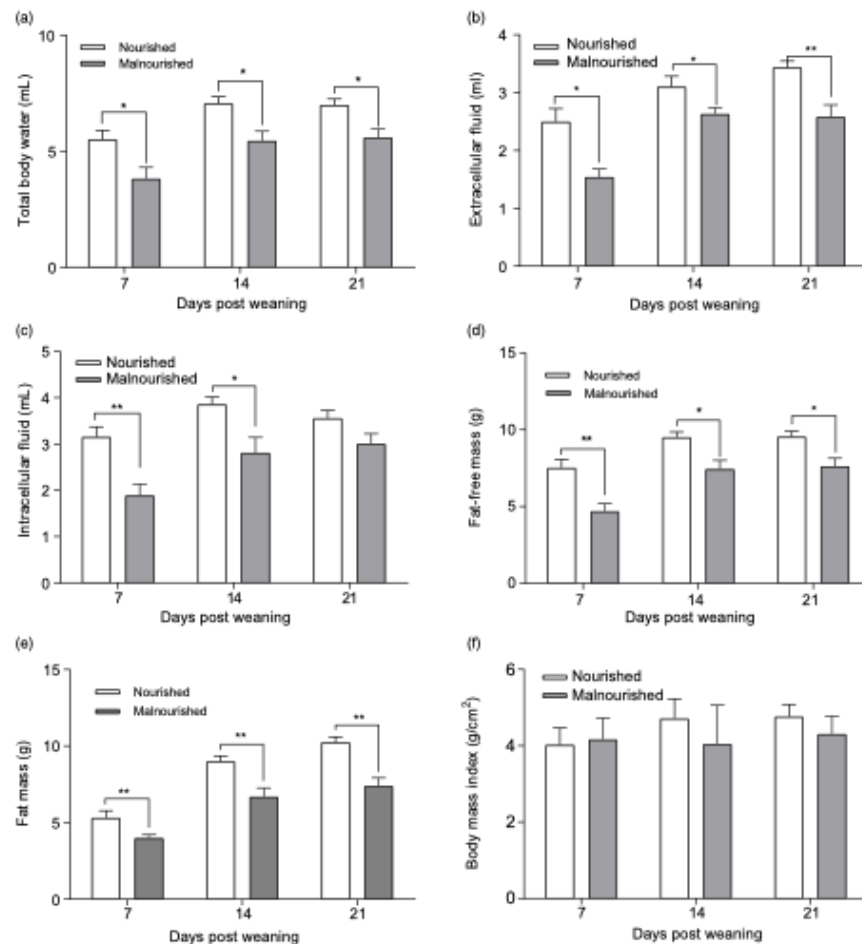 (a)
Nourished
Malnourished
Total body water (mL)
10
5
0
*
*
*
7 14 21
Days post weaning
(b)
Nourished
Malnourished
Extracellular fluid (ml)
4
3
2
1
0
*
*
**
7 14 21
Days post weaning
(c)
Nourished
Malnourished
Intracellular fluid (mL)
5
4
3
2
1
0
**
*
7 14 21
Days post weaning
(d)
Nourished
Malnourished
Fat-free mass (g)
15
10
5
0
**
*
*
7 14 21
Days post weaning
(e)
Nourished
Malnourished
Fat mass (g)
15
10
5
0
**
**
**
7 14 21
Days post weaning
(f)
Nourished
Malnourished
Body mass index (g/cm²)
6
4
2
0
7 14 21
Days post weaning